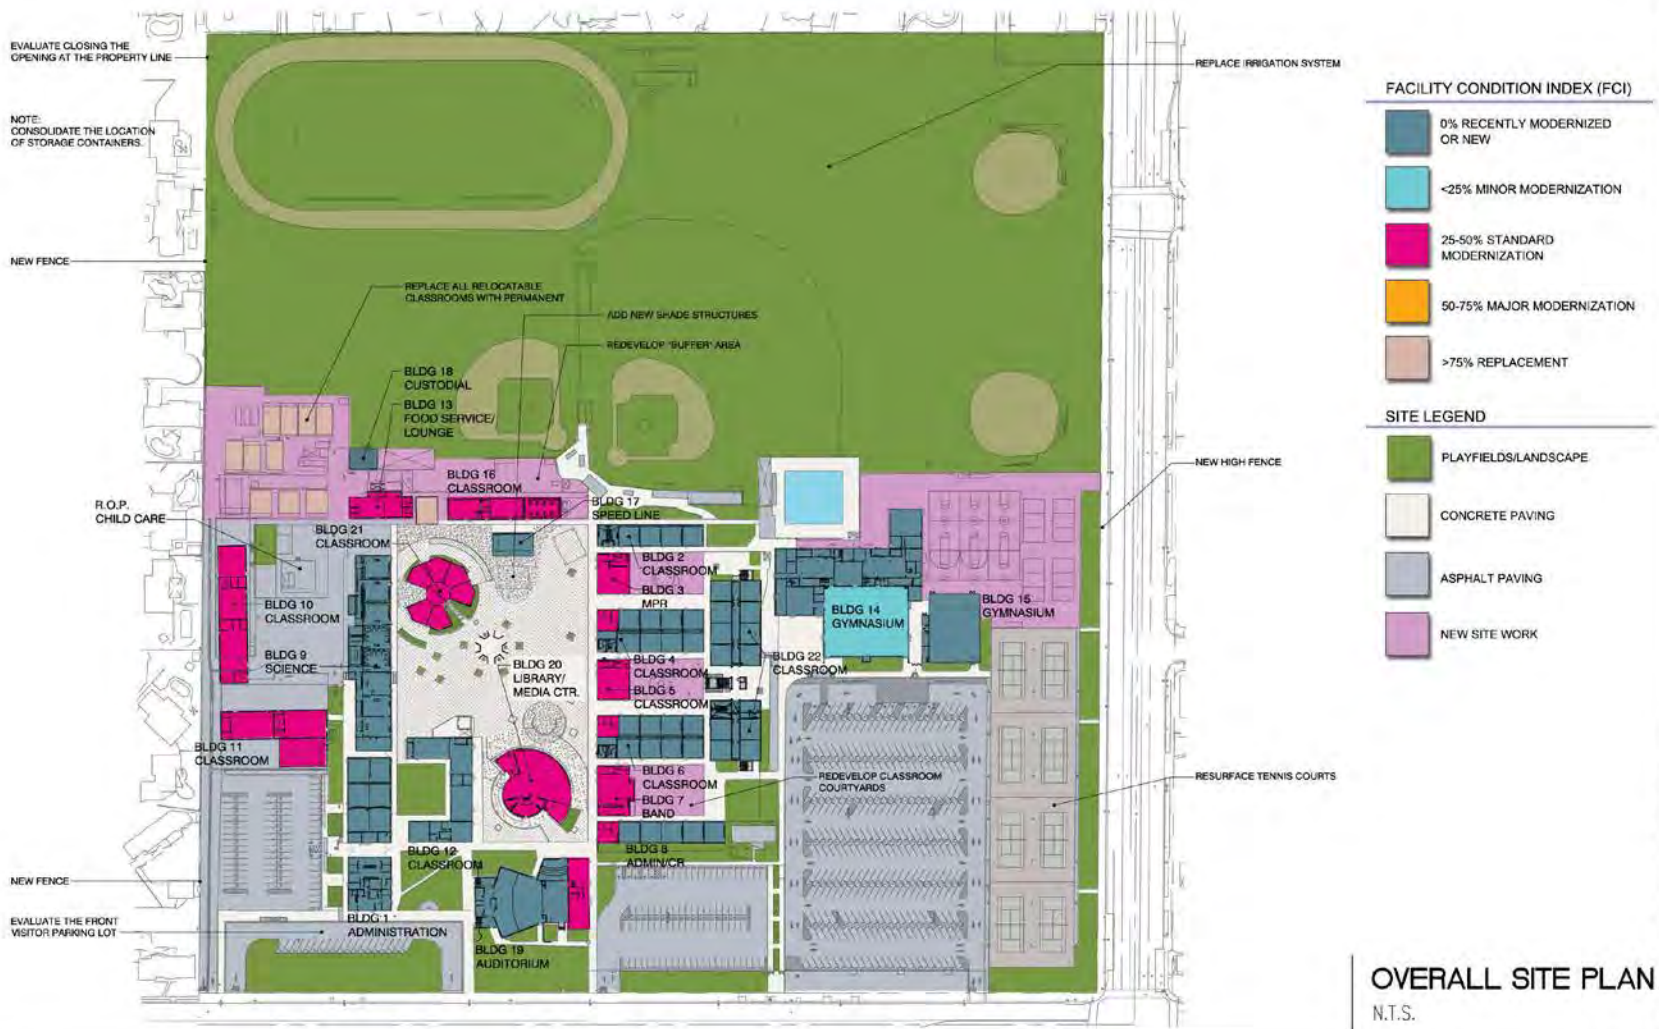 EVALUATE CLOSING THE
OPENING AT THE PROPERTY LINE
NOTE:
CONSOLIDATE THE LOCATION
OF STORAGE CONTAINERS.
NEW FENCE
REPLACE ALL RELOCATABLE
CLASSROOMS WITH PERMANENT
ADD NEW SHADE STRUCTURES
REDEVELOP "BUFFER" AREA
REPLACE IRRIGATION SYSTEM
BLDG 18
CUSTODIAL
BLDG 13
FOOD SERVICE/
LOUNGE
BLDG 16
CLASSROOM
BLDG 17
SPEED LINE
R.O.P.
CHILD CARE
BLDG 21
CLASSROOM
BLDG 2
CLASSROOM
BLDG 3
MPR
BLDG 10
CLASSROOM
BLDG 9
SCIENCE
BLDG 20
LIBRARY/
MEDIA CTR.
BLDG 4
CLASSROOM
BLDG 5
CLASSROOM
BLDG 22
CLASSROOM
BLDG 14
GYMNASIUM
BLDG 15
GYMNASIUM
NEW HIGH FENCE
BLDG 11
CLASSROOM
BLDG 6
CLASSROOM
BLDG 7
BAND
REDEVELOP CLASSROOM
COURTYARDS
RESURFACE TENNIS COURTS
BLDG 12
CLASSROOM
BLDG 8
ADMIN/CR
NEW FENCE
EVALUATE THE FRONT
VISITOR PARKING LOT
BLDG 1
ADMINISTRATION
BLDG 19
AUDITORIUM
FACILITY CONDITION INDEX (FCI)
0% RECENTLY MODERNIZED
OR NEW
<25% MINOR MODERNIZATION
25-50% STANDARD
MODERNIZATION
50-75% MAJOR MODERNIZATION
>75% REPLACEMENT
SITE LEGEND
PLAYFIELDS/LANDSCAPE
CONCRETE PAVING
ASPHALT PAVING
NEW SITE WORK
OVERALL SITE PLAN
N.T.S.